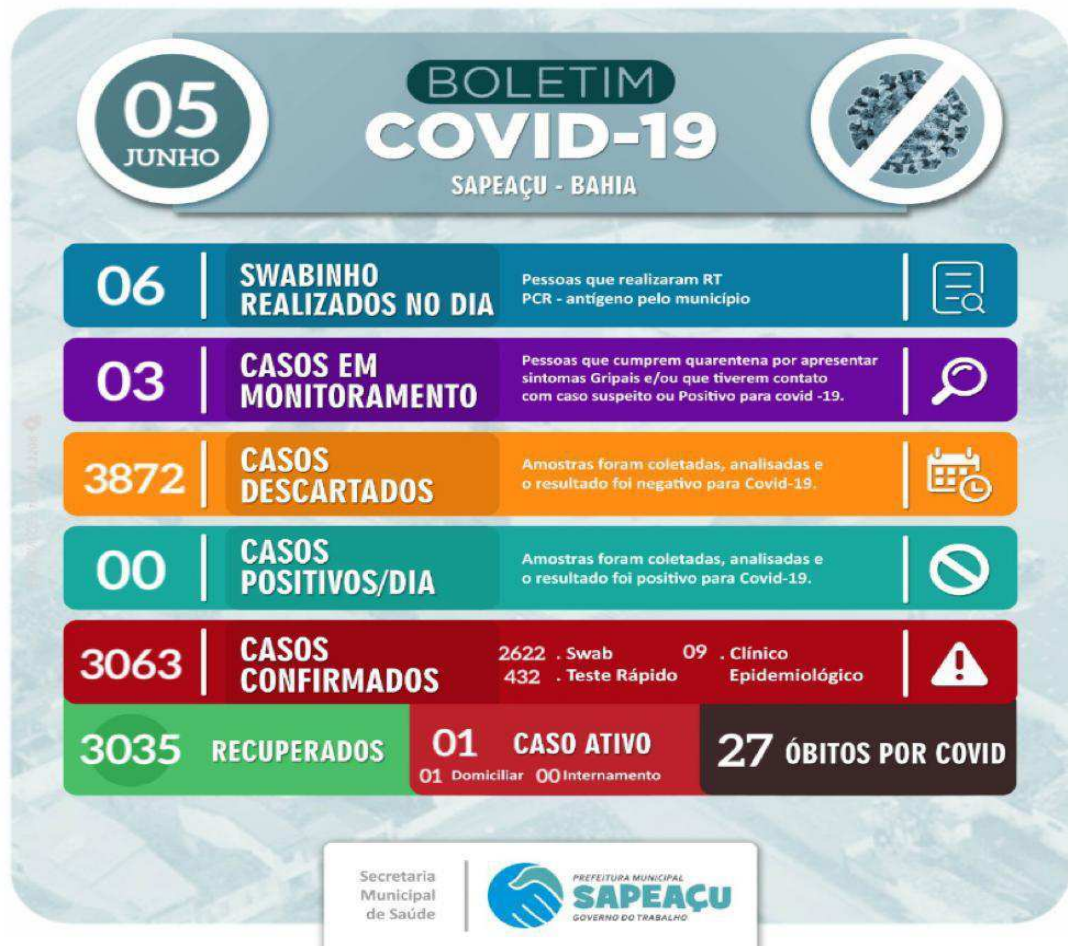 05
JUNHO
BOLETIM
COVID-19
SAPEAÇU - BAHIA
06
SWABINHO
REALIZADOS NO DIA
Pessoas que realizaram RT
PCR - antígeno pelo município
03
CASOS EM
MONITORAMENTO
Pessoas que cumprem quarentena por apresentar
sintomas Gripais e/ou que tiverem contato
com caso suspeito ou Positivo para covid -19.
3872
CASOS
DESCARTADOS
Amostras foram coletadas, analisadas e
o resultado foi negativo para Covid-19.
00
CASOS
POSITIVOS/DIA
Amostras foram coletadas, analisadas e
o resultado foi positivo para Covid-19.
3063
CASOS
CONFIRMADOS
2622 . Swab
432 . Teste Rápido
09 . Clínico
Epidemiológico
3035 RECUPERADOS
01 CASO ATIVO
01 Domiciliar 00 Internamento
27 ÓBITOS POR COVID
Secretaria
Municipal
de Saúde
PREFEITURA MUNICIPAL
SAPEAÇU
GOVERNO DO TRABALHO